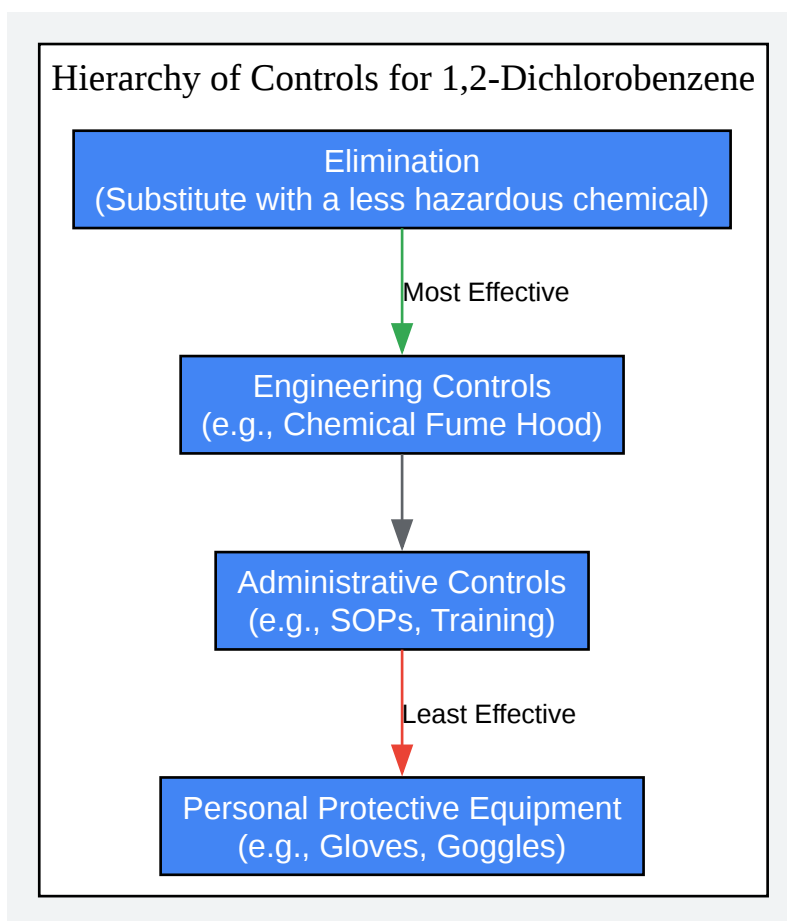 Hierarchy of Controls for 1,2-Dichlorobenzene
Elimination
(Substitute with a less hazardous chemical)
Most Effective
Engineering Controls
(e.g., Chemical Fume Hood)
Administrative Controls
(e.g., SOPs, Training)
Least Effective
Personal Protective Equipment
(e.g., Gloves, Goggles)